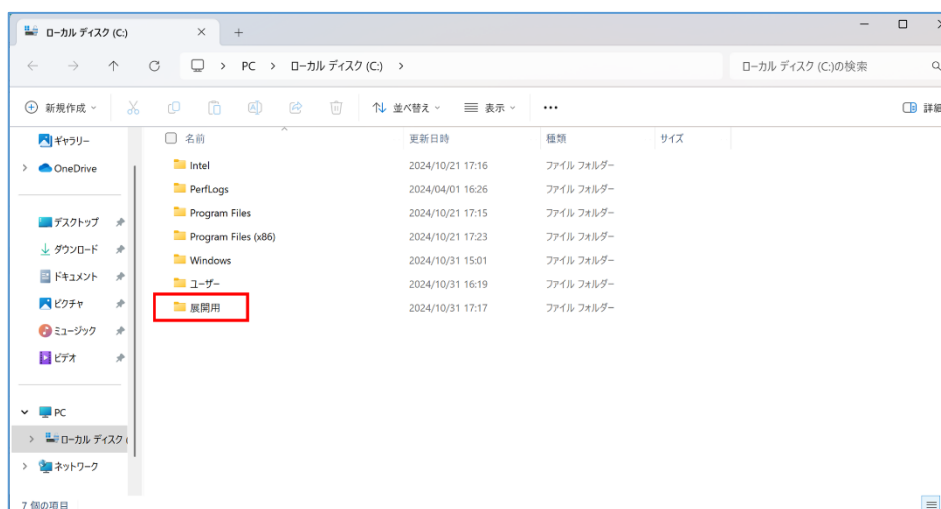 ローカル ディスク (C:)
PC ローカル ディスク (C:) ローカル ディスク (C:)の検索
新規作成 並べ替え 表示 詳細
ギャラリー
OneDrive
デスクトップ
ダウンロード
ドキュメント
ピクチャ
ミュージック
ビデオ
PC
ローカル ディスク (
ネットワーク
名前 更新日時 種類 サイズ
Intel 2024/10/21 17:16 ファイル フォルダー
PerfLogs 2024/04/01 16:26 ファイル フォルダー
Program Files 2024/10/21 17:15 ファイル フォルダー
Program Files (x86) 2024/10/21 17:23 ファイル フォルダー
Windows 2024/10/31 15:01 ファイル フォルダー
ユーザー 2024/10/31 16:19 ファイル フォルダー
展開用 2024/10/31 17:17 ファイル フォルダー
7 個の項目